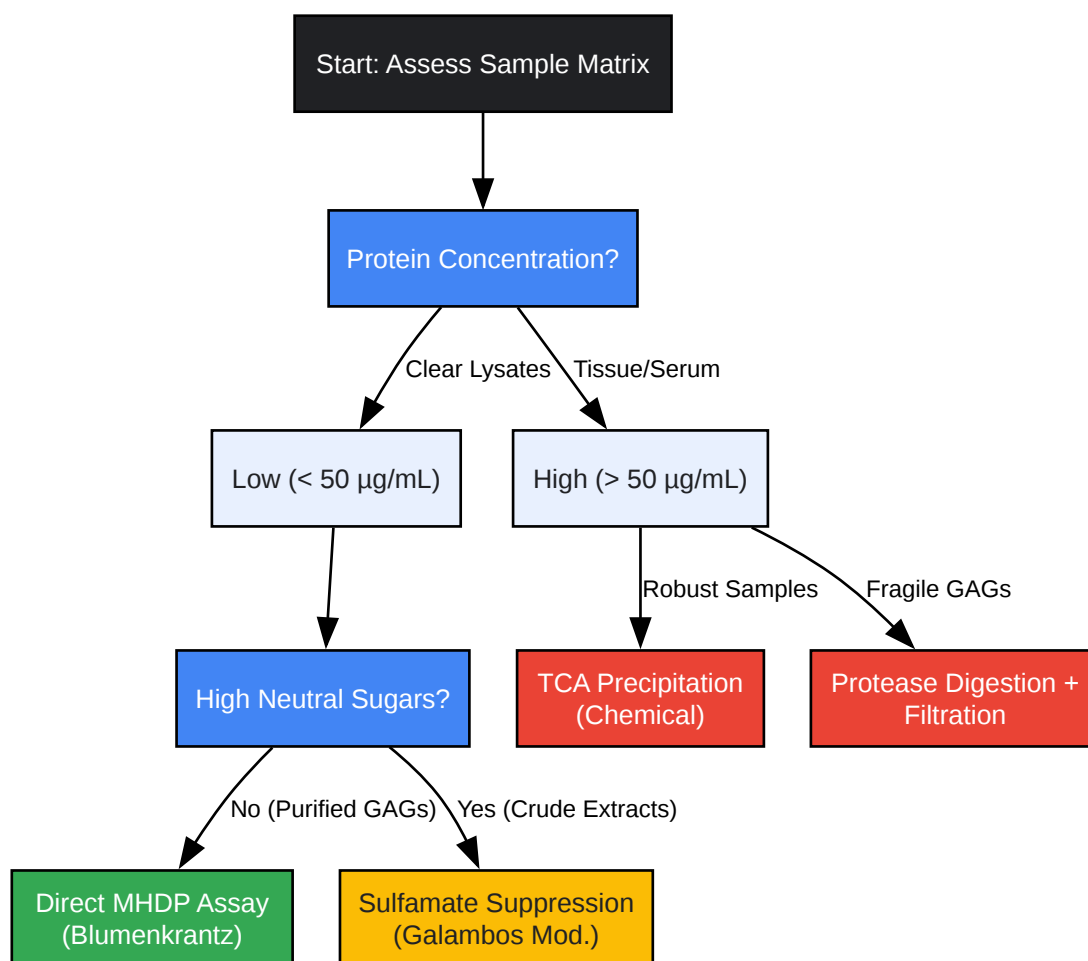 Start: Assess Sample Matrix
Protein Concentration?
Clear Lysates
Tissue/Serum
Low (< 50 µg/mL)
High (> 50 µg/mL)
Robust Samples
Fragile GAGs
High Neutral Sugars?
TCA Precipitation
(Chemical)
Protease Digestion +
Filtration
No (Purified GAGs)
Yes (Crude Extracts)
Direct MHDP Assay
(Blumenkrantz)
Sulfamate Suppression
(Galambos Mod.)